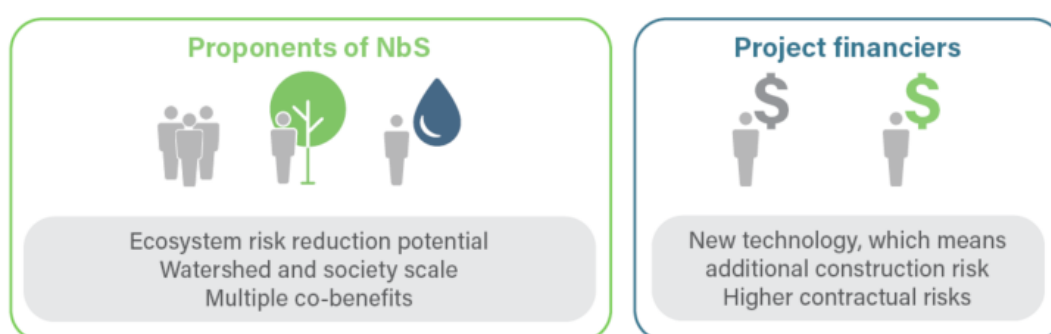 Proponents of NbS
Ecosystem risk reduction potential
Watershed and society scale
Multiple co-benefits
Project financiers
$ $
New technology, which means
additional construction risk
Higher contractual risks